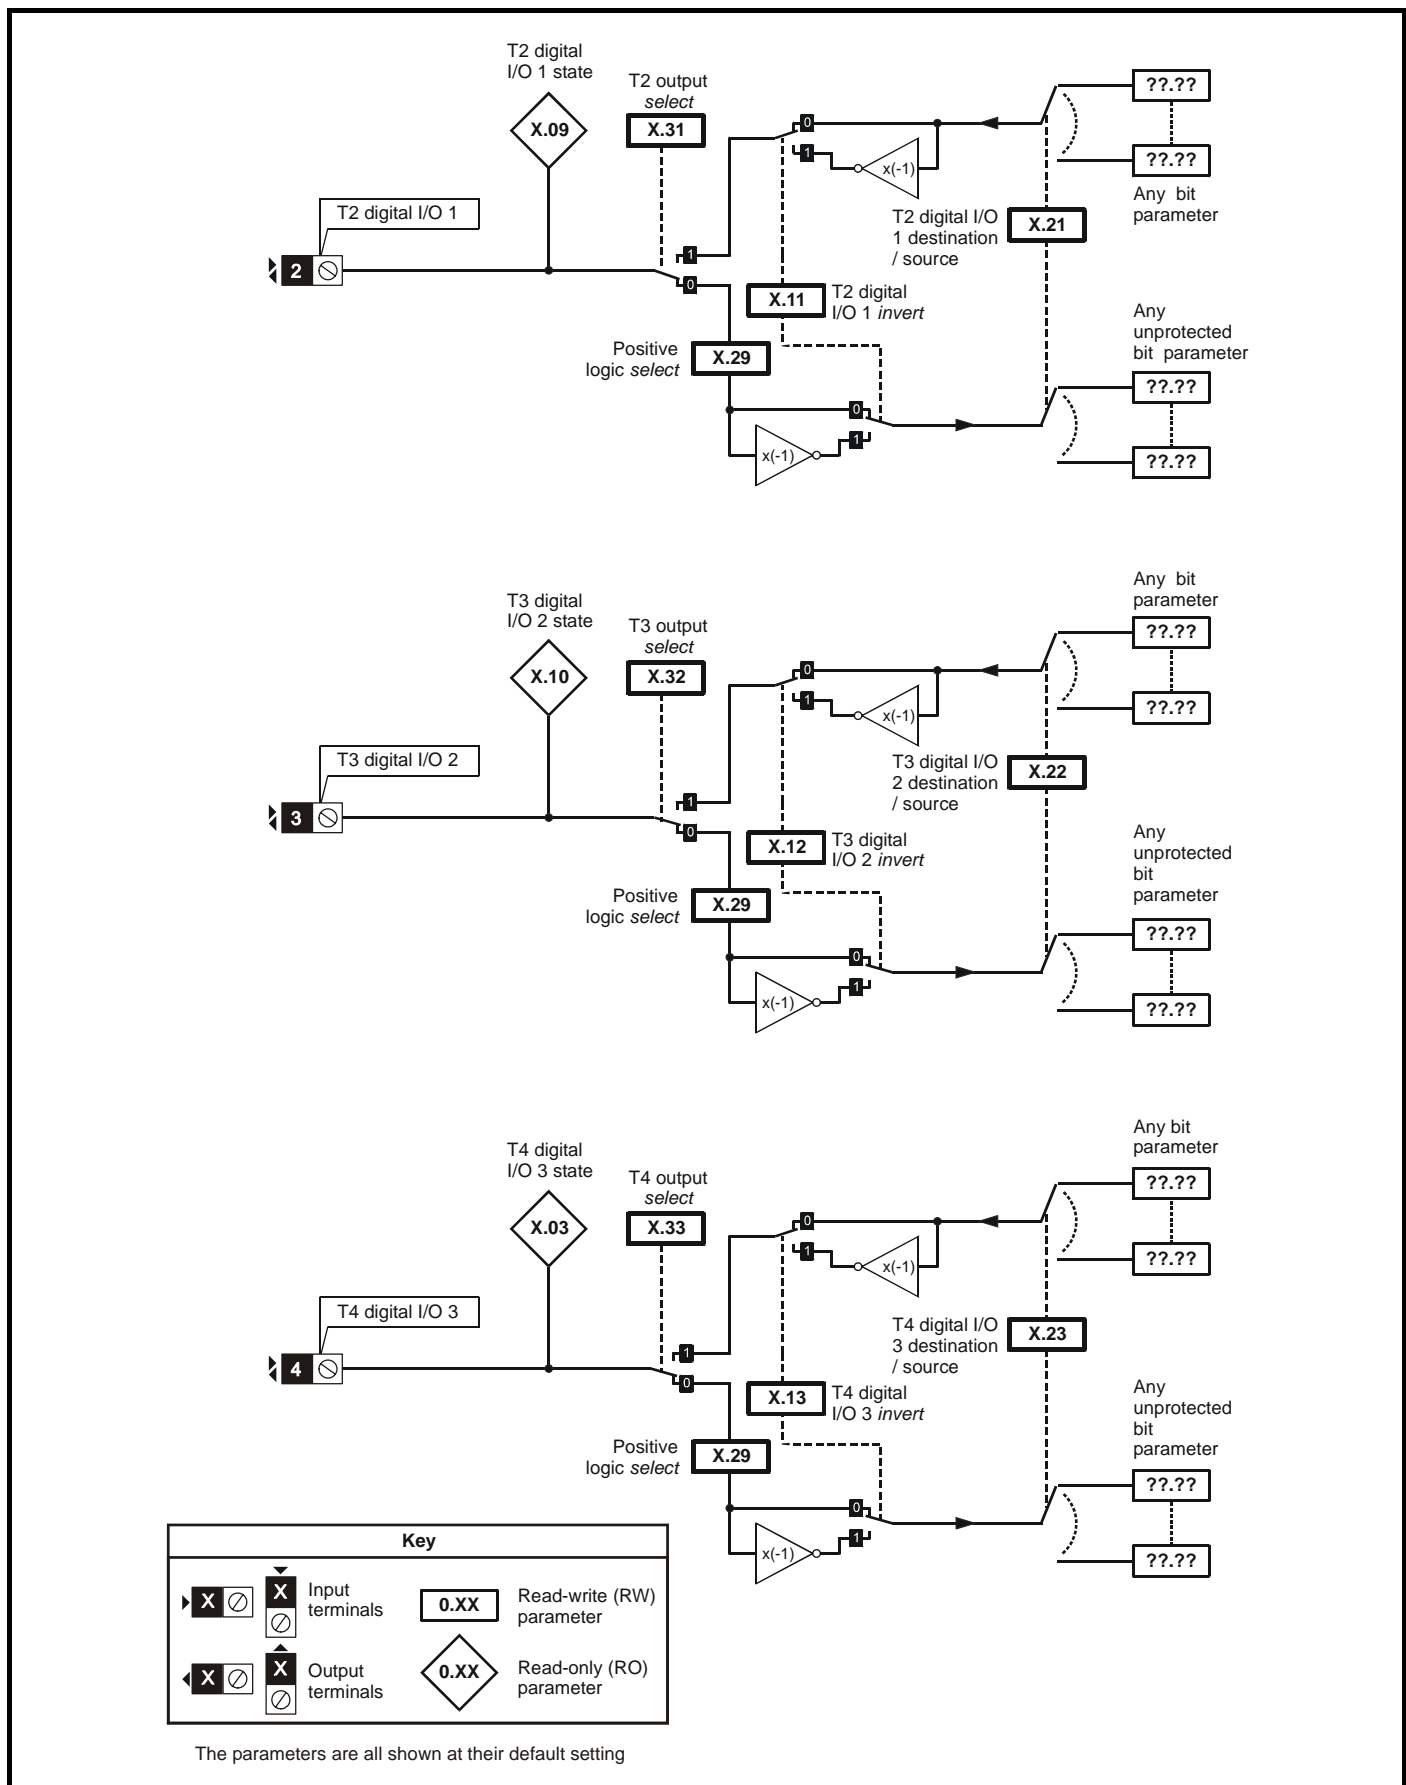 T2 digital
I/O 1 state
X.09
T2 output
select
X.31
0
1
x(-1)
??.??
??.??
Any bit
parameter
T2 digital I/O 1
2
1
0
T2 digital I/O
1 destination
/ source
X.21
X.11
T2 digital
I/O 1 invert
Positive
logic select
X.29
Any
unprotected
bit parameter
0
1
x(-1)
??.??
??.??
T3 digital
I/O 2 state
X.10
T3 output
select
X.32
0
1
x(-1)
Any bit
parameter
??.??
??.??
T3 digital I/O 2
3
1
0
T3 digital I/O
2 destination
/ source
X.22
X.12
T3 digital
I/O 2 invert
Positive
logic select
X.29
Any
unprotected
bit
parameter
0
1
x(-1)
??.??
??.??
T4 digital
I/O 3 state
X.03
T4 output
select
X.33
0
1
x(-1)
Any bit
parameter
??.??
??.??
T4 digital I/O 3
4
1
0
T4 digital I/O
3 destination
/ source
X.23
X.13
T4 digital
I/O 3 invert
Positive
logic select
X.29
Any
unprotected
bit
parameter
0
1
x(-1)
??.??
??.??
Key
X
X
Input
terminals
0.XX
Read-write (RW)
parameter
X
X
Output
terminals
0.XX
Read-only (RO)
parameter
The parameters are all shown at their default setting